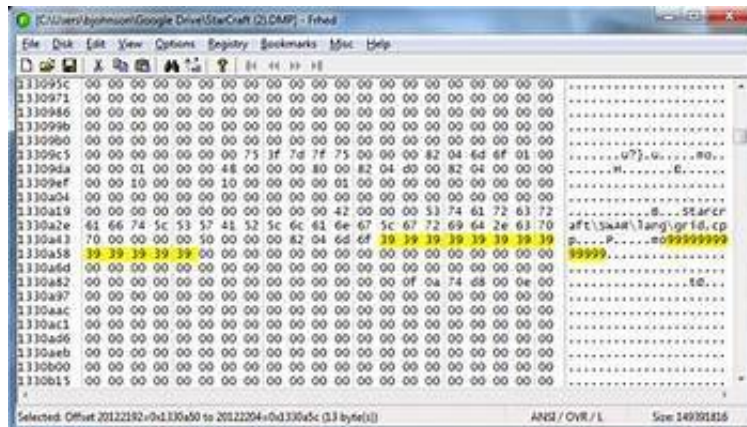 [C:\Users\bjohnson\Google Drive\StarCraft (2).DMP] - Frhed
File Disk Edit View Options Registry Bookmarks Misc Help
133095c 00 00 00 00 00 00 00 00 00 00 00 00 00 00 00 00 00 00 00 00 00 .....................
1330971 00 00 00 00 00 00 00 00 00 00 00 00 00 00 00 00 00 00 00 00 00 .....................
1330986 00 00 00 00 00 00 00 00 00 00 00 00 00 00 00 00 00 00 00 00 00 .....................
133099b 00 00 00 00 00 00 00 00 00 00 00 00 00 00 00 00 00 00 00 00 00 .....................
13309b0 00 00 00 00 00 00 00 00 00 00 00 00 00 00 00 00 00 00 00 00 00 .....................
13309c5 00 00 00 00 00 00 00 75 3f 7d 7f 75 00 00 00 82 04 6d 6f 01 00 .......u?}.u.....mo..
13309da 00 00 01 00 00 00 00 48 00 00 00 80 00 82 04 d0 00 82 04 00 00
13309ef 00 00 10 00 00 00 00 10 00 00 00 01 00 00 00 00 00 00 00 00 00 .....................
1330a04 00 00 00 00 00 00 00 00 00 00 00 00 00 00 00 00 00 00 00 00 00 .....................
1330a19 00 00 00 00 00 00 00 00 00 00 00 42 00 00 00 53 74 61 72 63 72 ...........B...Starcr
1330a2e 61 66 74 5c 53 57 41 52 5c 6c 61 6e 67 5c 67 72 69 64 2e 63 70 aft\SWAR\lang\grid.cp
1330a43 70 00 00 00 00 50 00 00 00 82 04 6d 6f 39 39 39 39 39 39 39 39 p....P.....mo99999999
1330a58 39 39 39 39 39 00 00 00 00 00 00 00 00 00 00 00 00 00 00 00 00 99999................
1330a6d 00 00 00 00 00 00 00 00 00 00 00 00 00 00 00 00 00 00 00 00 00 .....................
1330a82 00 00 00 00 00 00 00 00 00 00 00 00 00 00 0f 0a 74 d8 00 0e 00
1330a97 00 00 00 00 00 00 00 00 00 00 00 00 00 00 00 00 00 00 00 00 00 .....................
1330aac 00 00 00 00 00 00 00 00 00 00 00 00 00 00 00 00 00 00 00 00 00 .....................
1330ac1 00 00 00 00 00 00 00 00 00 00 00 00 00 00 00 00 00 00 00 00 00 .....................
1330ad6 00 00 00 00 00 00 00 00 00 00 00 00 00 00 00 00 00 00 00 00 00 .....................
1330aeb 00 00 00 00 00 00 00 00 00 00 00 00 00 00 00 00 00 00 00 00 00 .....................
1330b00 00 00 00 00 00 00 00 00 00 00 00 00 00 00 00 00 00 00 00 00 00 .....................
1330b15 00 00 00 00 00 00 00 00 00 00 00 00 00 00 00 00 00 00 00 00 00 .....................
Selected: Offset 20122192=0x1330a50 to 20122204=0x1330a5c (13 byte(s)) ANSI / OVR / L Size: 149391816